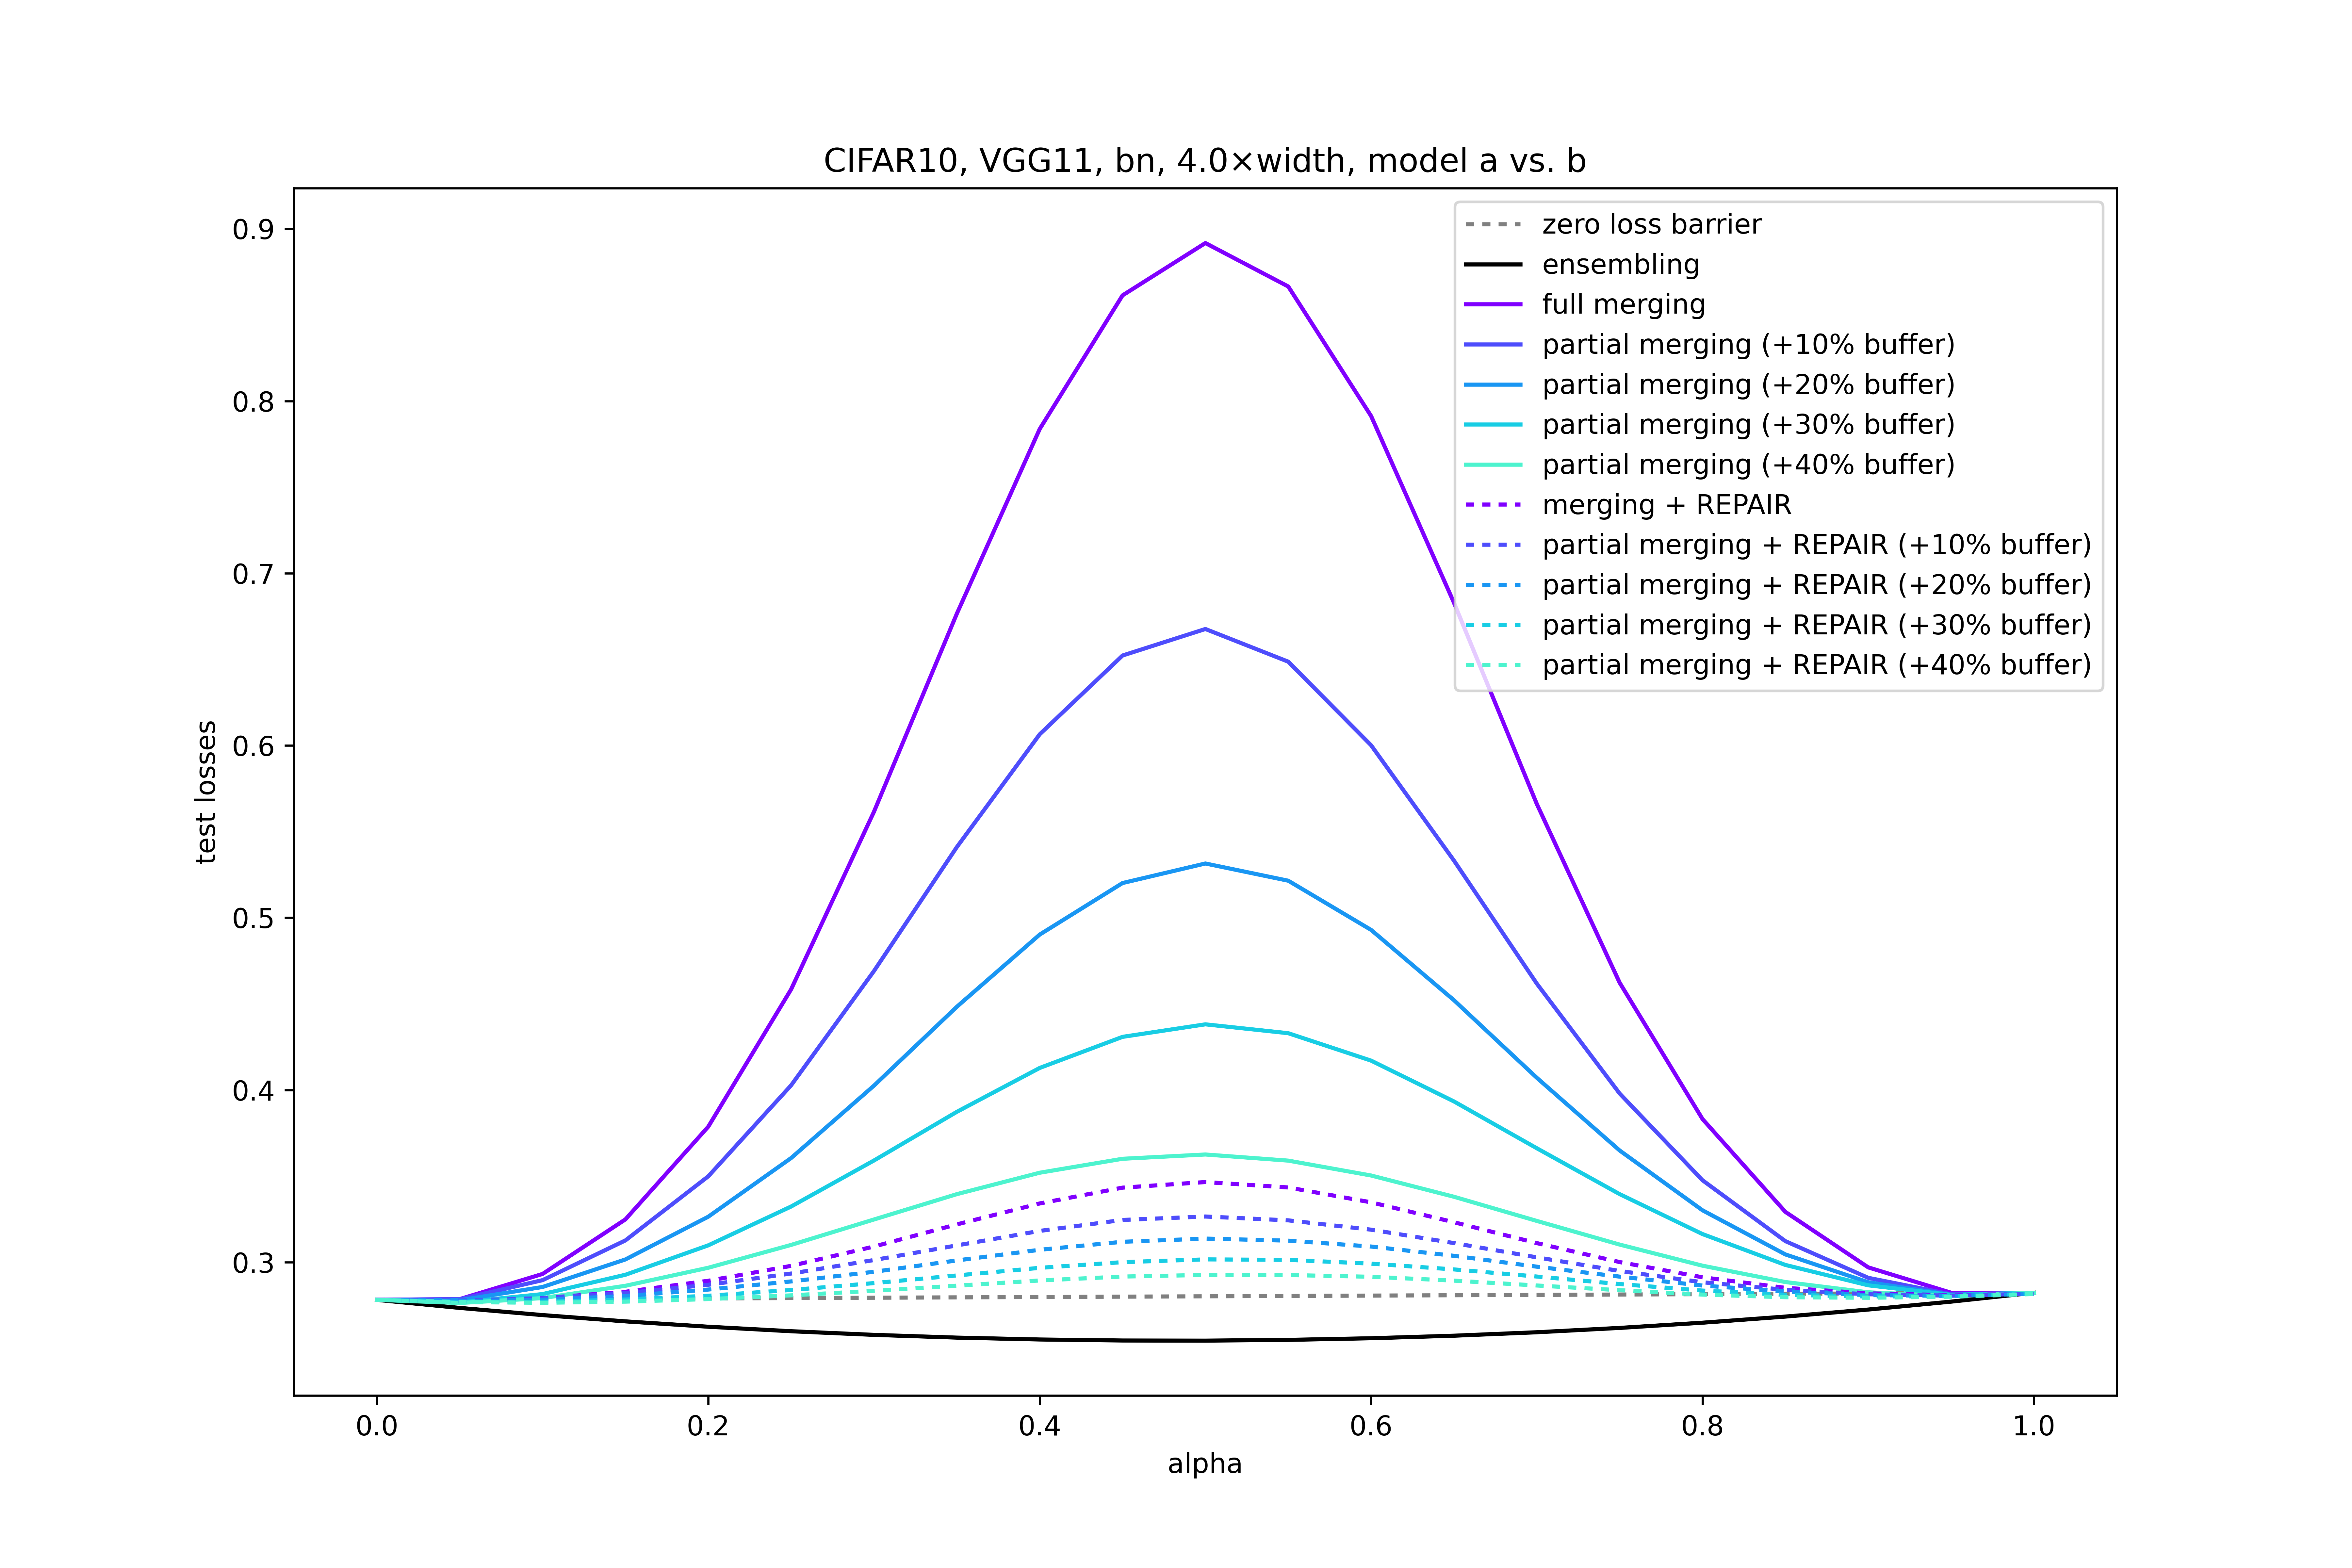 CIFAR10, VGG11, bn, 4.0×width, model a vs. b
zero loss barrier
ensembling
full merging
partial merging (+10% buffer)
partial merging (+20% buffer)
partial merging (+30% buffer)
partial merging (+40% buffer)
merging + REPAIR
partial merging + REPAIR (+10% buffer)
partial merging + REPAIR (+20% buffer)
partial merging + REPAIR (+30% buffer)
partial merging + REPAIR (+40% buffer)
test losses
0.9
0.8
0.7
0.6
0.5
0.4
0.3
0.0 0.2 0.4 0.6 0.8 1.0
alpha